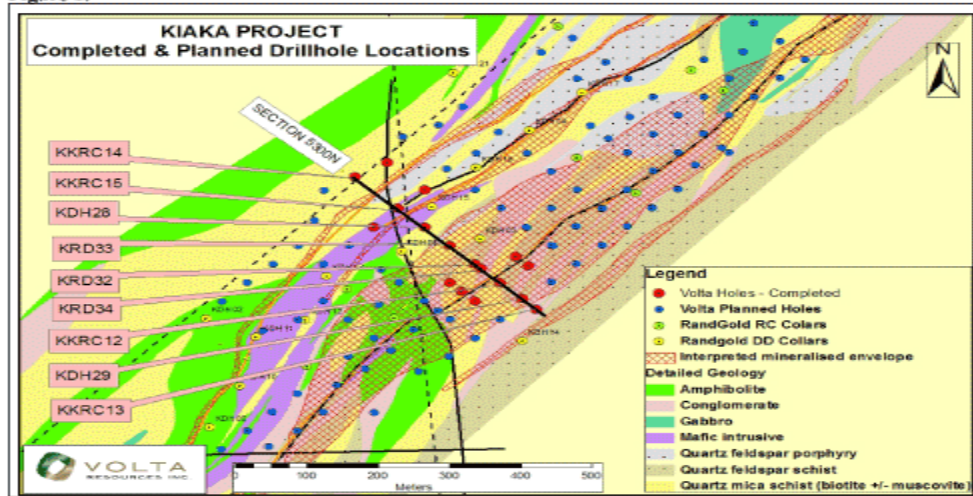 KIAKA PROJECT
Completed & Planned Drillhole Locations
N
SECTION 5300N
KKRC14
KKRC15
KDH28
KRD33
KRD32
KRD34
KKRC12
KDH29
KKRC13
Legend
Volta Holes - Completed
Volta Planned Holes
RandGold RC Colars
Randgold DD Collars
Interpreted mineralised envelope
Detailed Geology
Amphibolite
Conglomerate
Gabbro
Mafic intrusive
Quartz feldspar porphyry
Quartz feldspar schist
Quartz mica schist (biotite +/- muscovite)
VOLTA
RESOURCES INC
0 100 200 300 400 500
Meters